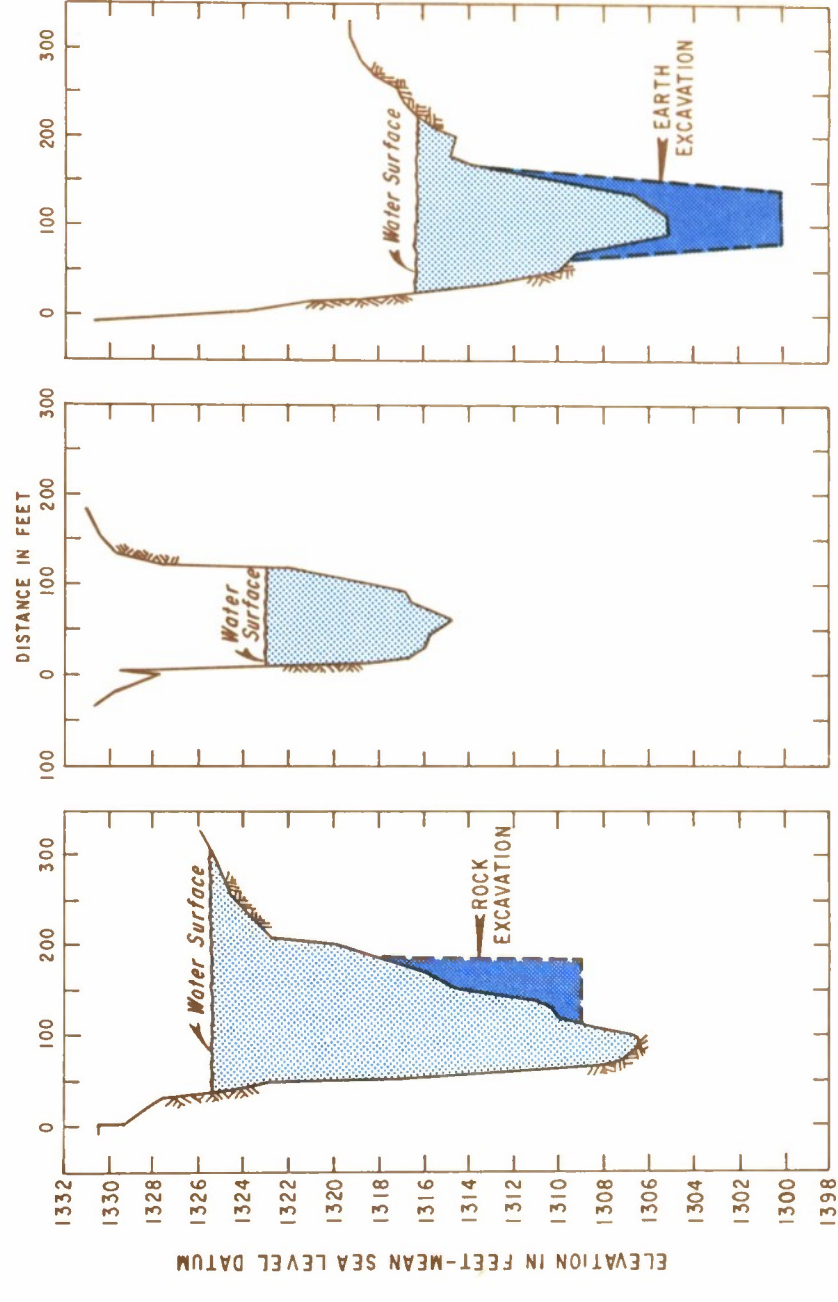 DISTANCE IN FEET
0 100 200 300
100 0 100 200 300
0 100 200 300
ELEVATION IN FEET-MEAN SEA LEVEL DATUM
1332
1330
1328
1326
1324
1322
1320
1318
1316
1314
1312
1310
1308
1306
1304
1302
1300
1398
Water Surface
ROCK
EXCAVATION
Water
Surface
Water Surface
EARTH
EXCAVATION